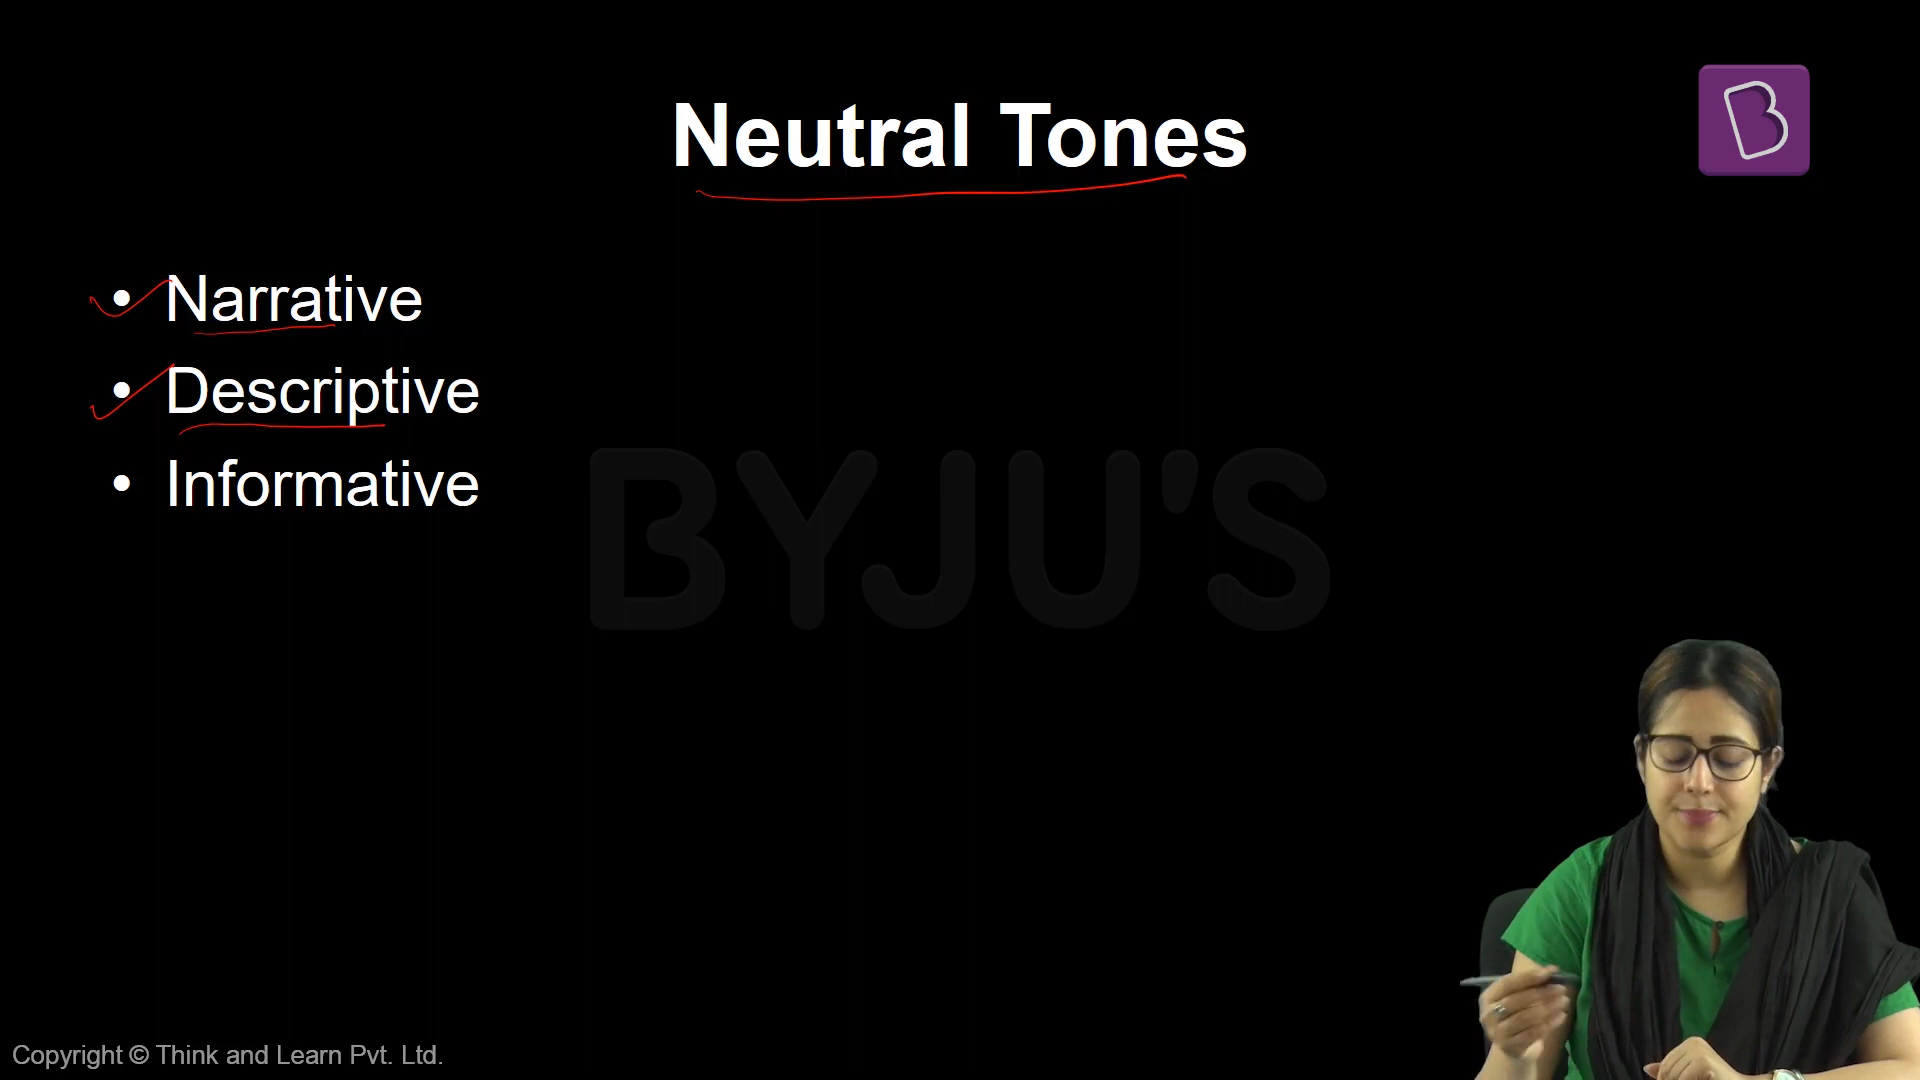 Neutral Tones
• Narrative
• Descriptive
• Informative
BYJU'S
Copyright © Think and Learn Pvt. Ltd.